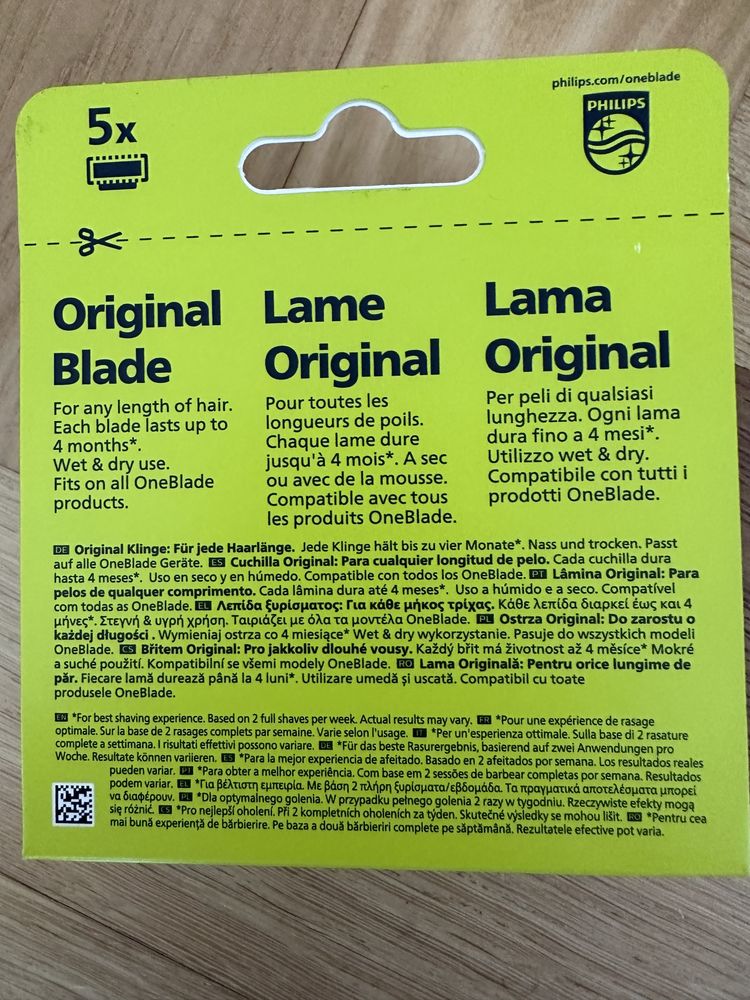 philips.com/oneblade
5x
PHILIPS
Original
Blade
For any length of hair.
Each blade lasts up to
4 months*.
Wet & dry use.
Fits on all OneBlade
products.
Lame
Original
Pour toutes les
longueurs de poils.
Chaque lame dure
jusqu'à 4 mois*. A sec
ou avec de la mousse.
Compatible avec tous
les produits OneBlade.
Lama
Original
Per peli di qualsiasi
lunghezza. Ogni lama
dura fino a 4 mesi*.
Utilizzo wet & dry.
Compatibile con tutti i
prodotti OneBlade.
DE Original Klinge: Für jede Haarlänge. Jede Klinge hält bis zu vier Monate*. Nass und trocken. Passt
auf alle OneBlade Geräte. ES Cuchilla Original: Para cualquier longitud de pelo. Cada cuchilla dura
hasta 4 meses*. Uso en seco y en húmedo. Compatible con todos los OneBlade. PT Lâmina Original: Para
pelos de qualquer comprimento. Cada lâmina dura até 4 meses*. Uso a húmido e a seco. Compatível
com todas as OneBlade. EL Λεπίδα ξυρίσματος: Για κάθε μήκος τρίχας. Κάθε λεπίδα διαρκεί έως και 4
μήνες*. Στεγνή & υγρή χρήση. Ταιριάζει με όλα τα μοντέλα OneBlade. PL Ostrza Original: Do zarostu o
każdej długości . Wymieniaj ostrza co 4 miesiące* Wet & dry wykorzystanie. Pasuje do wszystkich modeli
OneBlade. CS Břitem Original: Pro jakkoliv dlouhé vousy. Každý břit má životnost až 4 měsíce* Mokré
a suché použití. Kompatibilní se všemi modely OneBlade. RO Lama Originală: Pentru orice lungime de
păr. Fiecare lamă durează până la 4 luni*. Utilizare umedă și uscată. Compatibil cu toate
produsele OneBlade.
EN *For best shaving experience. Based on 2 full shaves per week. Actual results may vary. FR *Pour une expérience de rasage
optimale. Sur la base de 2 rasages complets par semaine. Varie selon l'usage. IT *Per un'esperienza ottimale. Sulla base di 2 rasature
complete a settimana. I risultati effettivi possono variare. DE *Für das beste Rasurergebnis, basierend auf zwei Anwendungen pro
Woche. Resultate können variieren. ES *Para la mejor experiencia de afeitado. Basado en 2 afeitados por semana. Los resultados reales
pueden variar. PT *Para obter a melhor experiência. Com base em 2 sessões de barbear completas por semana. Resultados
podem variar. EL *Για βέλτιστη εμπειρία. Με βάση 2 πλήρη ξυρίσματα/εβδομάδα. Τα πραγματικά αποτελέσματα μπορεί
να διαφέρουν. PL *Dla optymalnego golenia. W przypadku pełnego golenia 2 razy w tygodniu. Rzeczywiste efekty mogą
się różnić. CS *Pro nejlepší oholení. Při 2 kompletních oholeních za týden. Skutečné výsledky se mohou lišit. RO *Pentru cea
mai bună experiență de bărbierire. Pe baza a două bărbieriri complete pe săptămână. Rezultatele efective pot varia.